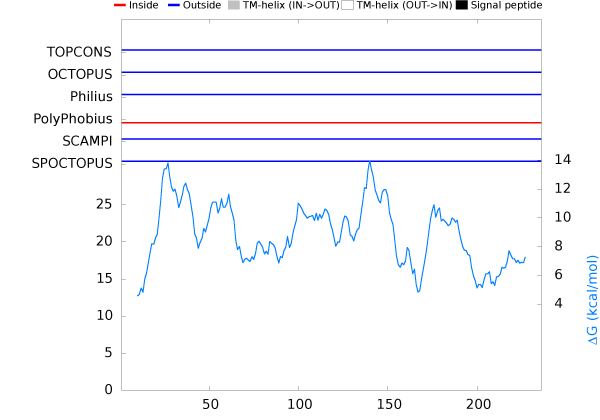 Inside Outside TM-helix (IN->OUT) TM-helix (OUT->IN) Signal peptide
TOPCONS
OCTOPUS
Philius
PolyPhobius
SCAMPI
SPOCTOPUS
25
20
15
10
5
0
14
12
10
8
6
4
ΔG (kcal/mol)
50 100 150 200